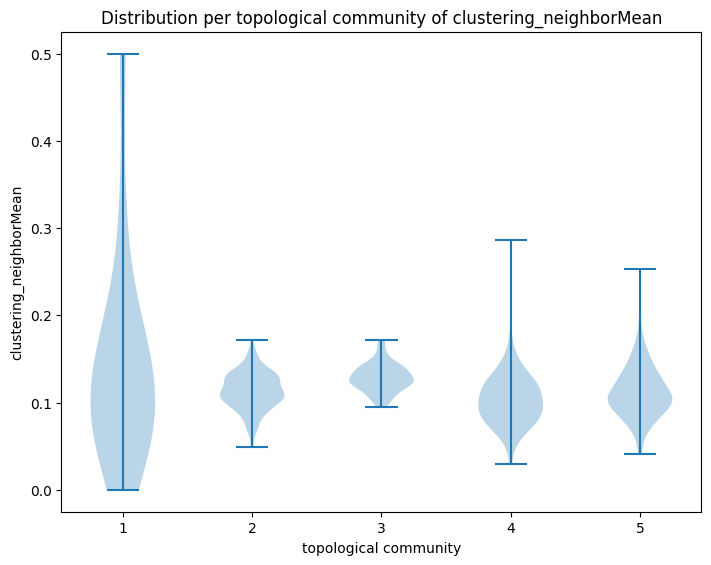 Distribution per topological community of clustering_neighborMean
clustering_neighborMean
0.5
0.4
0.3
0.2
0.1
0.0
1 2 3 4 5
topological community